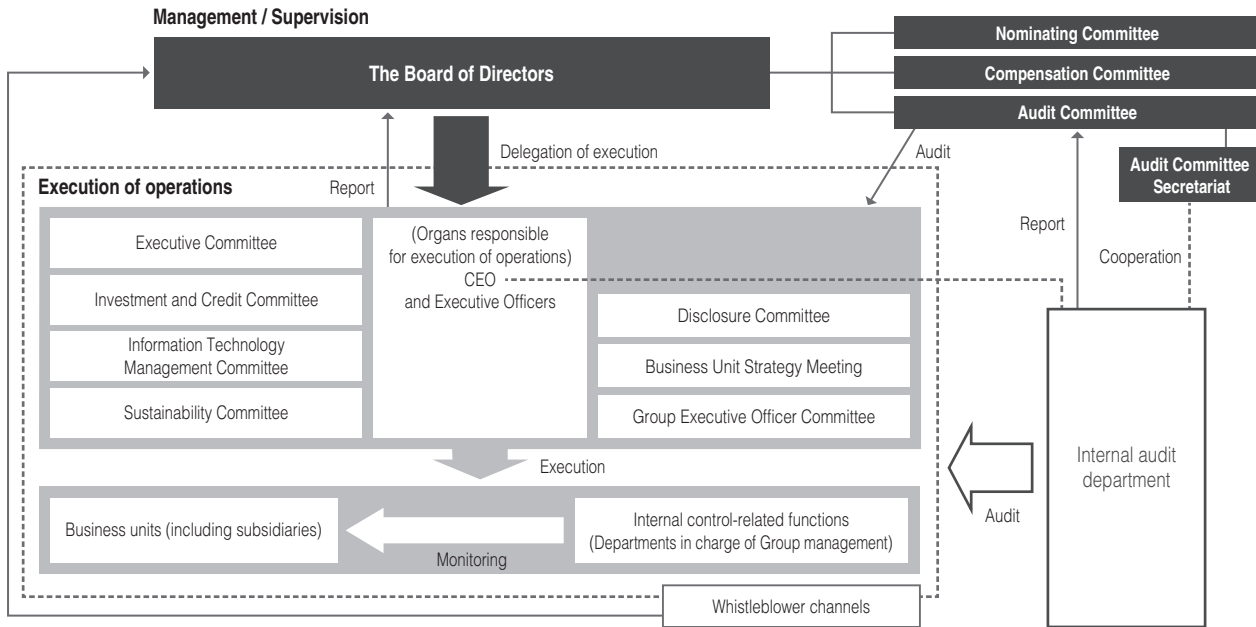 Management / Supervision
The Board of Directors
Nominating Committee
Compensation Committee
Audit Committee
Audit Committee
Secretariat
Delegation of execution
Audit
Report
Execution of operations
Report
Cooperation
Executive Committee
Investment and Credit Committee
Information Technology
Management Committee
Sustainability Committee
(Organs responsible
for execution of operations)
CEO
and Executive Officers
Disclosure Committee
Business Unit Strategy Meeting
Group Executive Officer Committee
Execution
Internal audit
department
Audit
Business units (including subsidiaries)
Monitoring
Internal control-related functions
(Departments in charge of Group management)
Whistleblower channels